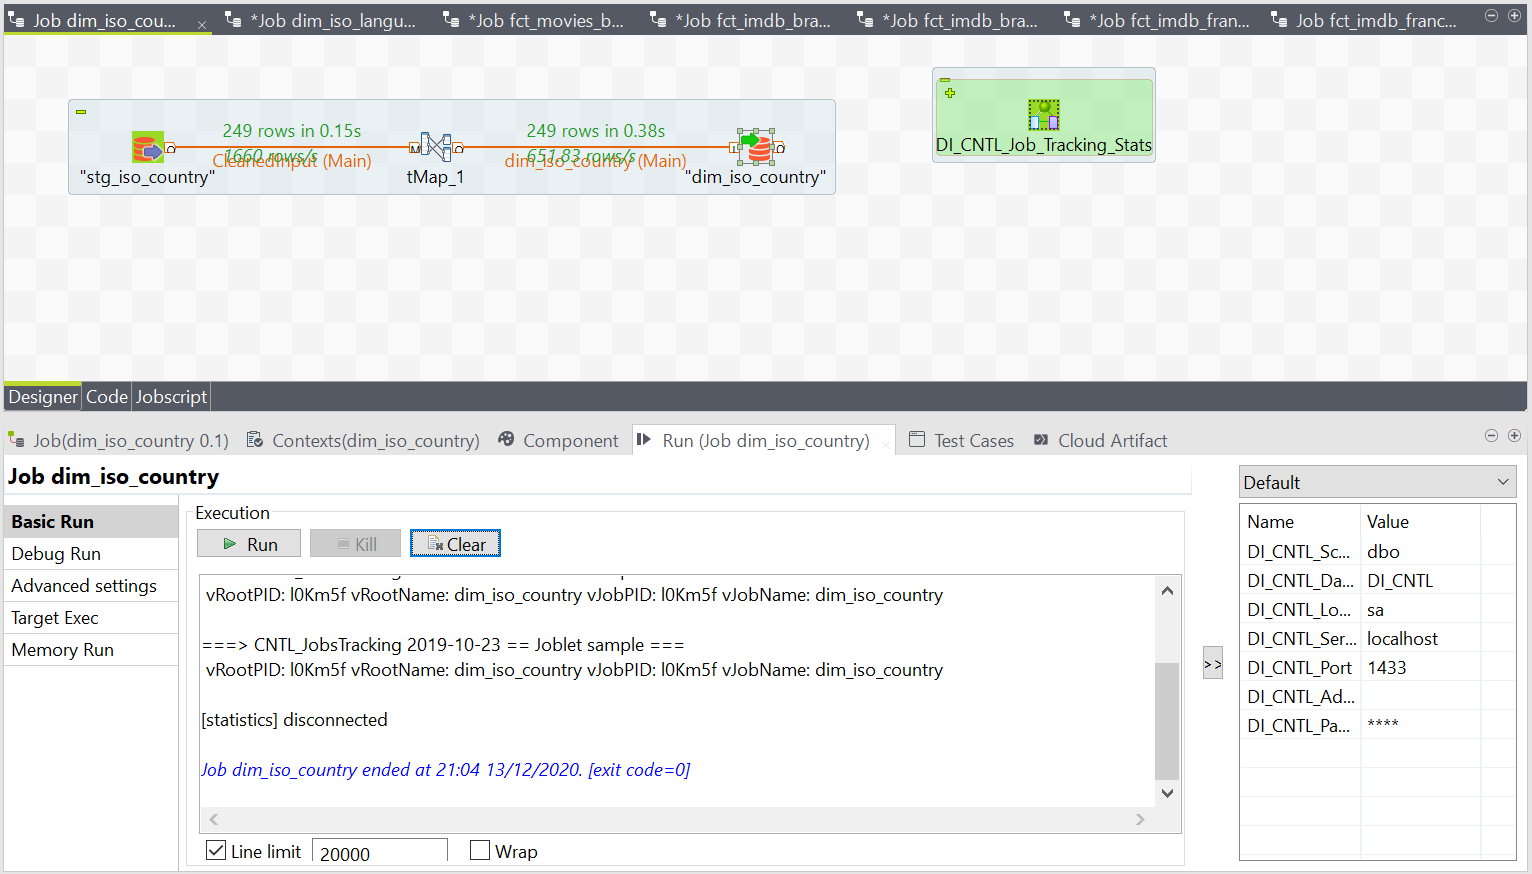 Job dim_iso_cou...
*Job dim_iso_langu...
*Job fct_movies_b...
*Job fct_imdb_bra...
*Job fct_imdb_bra...
*Job fct_imdb_fran...
Job fct_imdb_franc...
249 rows in 0.15s
1660 rows/s
CleanedInput (Main)
249 rows in 0.38s
651.83 rows/s
dim_iso_country (Main)
"stg_iso_country"
tMap_1
"dim_iso_country"
DI_CNTL_Job_Tracking_Stats
Designer
Code
Jobscript
Job(dim_iso_country 0.1)
Contexts(dim_iso_country)
Component
Run (Job dim_iso_country)
Test Cases
Cloud Artifact
Job dim_iso_country
Basic Run
Debug Run
Advanced settings
Target Exec
Memory Run
Execution
Run
Kill
Clear
vRootPID: l0Km5f vRootName: dim_iso_country vJobPID: l0Km5f vJobName: dim_iso_country
===> CNTL_JobsTracking 2019-10-23 == Joblet sample ===
vRootPID: l0Km5f vRootName: dim_iso_country vJobPID: l0Km5f vJobName: dim_iso_country
[statistics] disconnected
Job dim_iso_country ended at 21:04 13/12/2020. [exit code=0]
Line limit
20000
Wrap
>>
Default
Name Value
DI_CNTL_Sc... dbo
DI_CNTL_Da... DI_CNTL
DI_CNTL_Lo... sa
DI_CNTL_Ser... localhost
DI_CNTL_Port 1433
DI_CNTL_Ad...
DI_CNTL_Pa... ****